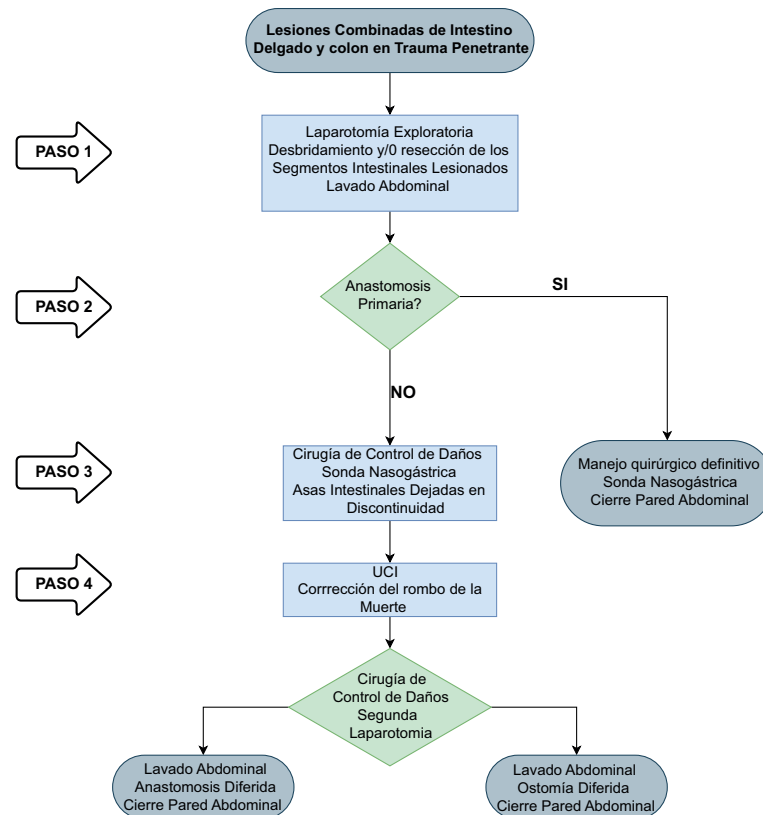 Lesiones Combinadas de Intestino
Delgado y colon en Trauma Penetrante
PASO 1
Laparotomía Exploratoria
Desbridamiento y/0 resección de los
Segmentos Intestinales Lesionados
Lavado Abdominal
PASO 2
Anastomosis
Primaria?
SI
NO
PASO 3
Cirugía de Control de Daños
Sonda Nasogástrica
Asas Intestinales Dejadas en
Discontinuidad
Manejo quirúrgico definitivo
Sonda Nasogástrica
Cierre Pared Abdominal
PASO 4
UCI
Corrrección del rombo de la
Muerte
Cirugía de
Control de Daños
Segunda
Laparotomia
Lavado Abdominal
Anastomosis Diferida
Cierre Pared Abdominal
Lavado Abdominal
Ostomía Diferida
Cierre Pared Abdominal